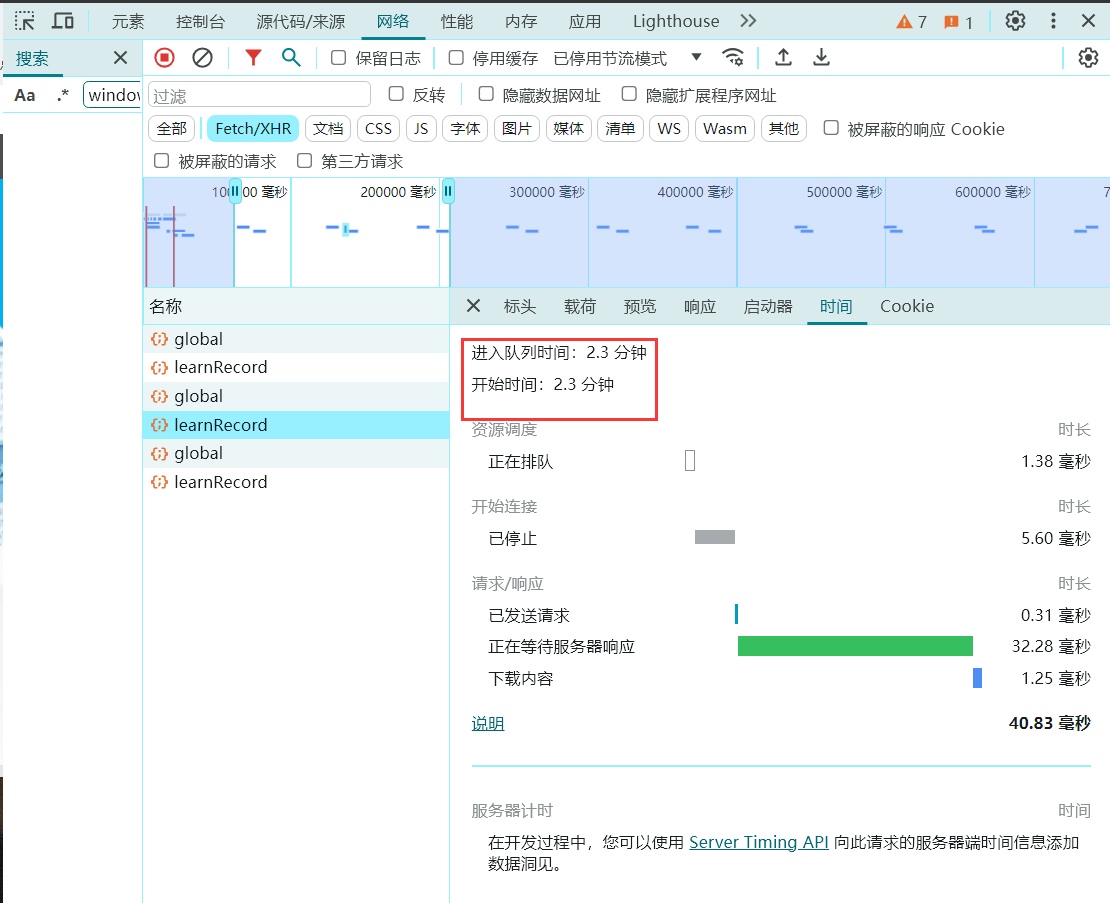 元素 控制台 源代码/来源 网络 性能 内存 应用 Lighthouse 7 1
搜索 保留日志 停用缓存 已停用节流模式
Aa .* window 过滤 反转 隐藏数据网址 隐藏扩展程序网址
全部 Fetch/XHR 文档 CSS JS 字体 图片 媒体 清单 WS Wasm 其他 被屏蔽的响应 Cookie
被屏蔽的请求 第三方请求
200000 毫秒 300000 毫秒 400000 毫秒 500000 毫秒 600000 毫秒
名称 标头 载荷 预览 响应 启动器 时间 Cookie
global
learnRecord
global
learnRecord
global
learnRecord
进入队列时间：2.3 分钟
开始时间：2.3 分钟
资源调度 时长
正在排队 1.38 毫秒
开始连接 时长
已停止 5.60 毫秒
请求/响应 时长
已发送请求 0.31 毫秒
正在等待服务器响应 32.28 毫秒
下载内容 1.25 毫秒
说明 40.83 毫秒
服务器计时 时间
在开发过程中，您可以使用 Server Timing API 向此请求的服务器端时间信息添加
数据洞见。